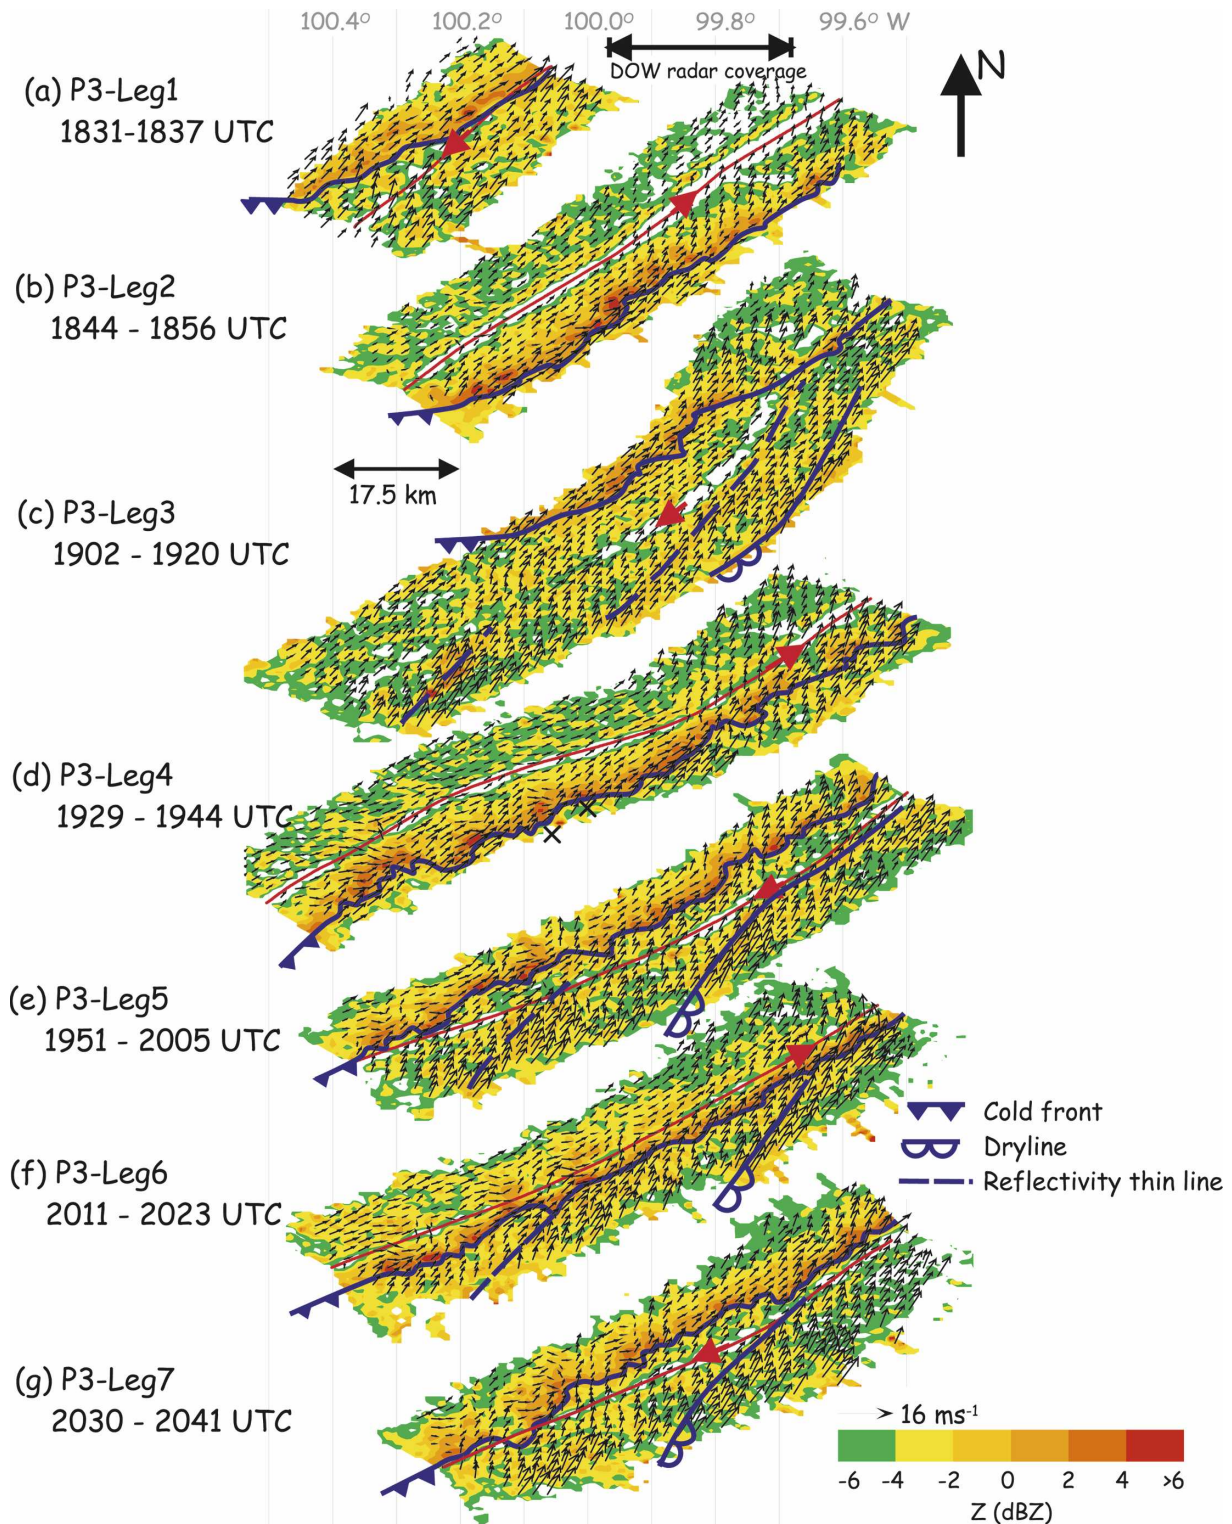 100.4° 100.2° 100.0° 99.8° 99.6° W
DOW radar coverage
N
(a) P3-Leg1
1831-1837 UTC
(b) P3-Leg2
1844 - 1856 UTC
17.5 km
(c) P3-Leg3
1902 - 1920 UTC
(d) P3-Leg4
1929 - 1944 UTC
(e) P3-Leg5
1951 - 2005 UTC
Cold front
Dryline
Reflectivity thin line
(f) P3-Leg6
2011 - 2023 UTC
(g) P3-Leg7
2030 - 2041 UTC
16 ms⁻¹
-6 -4 -2 0 2 4 >6
Z (dBZ)